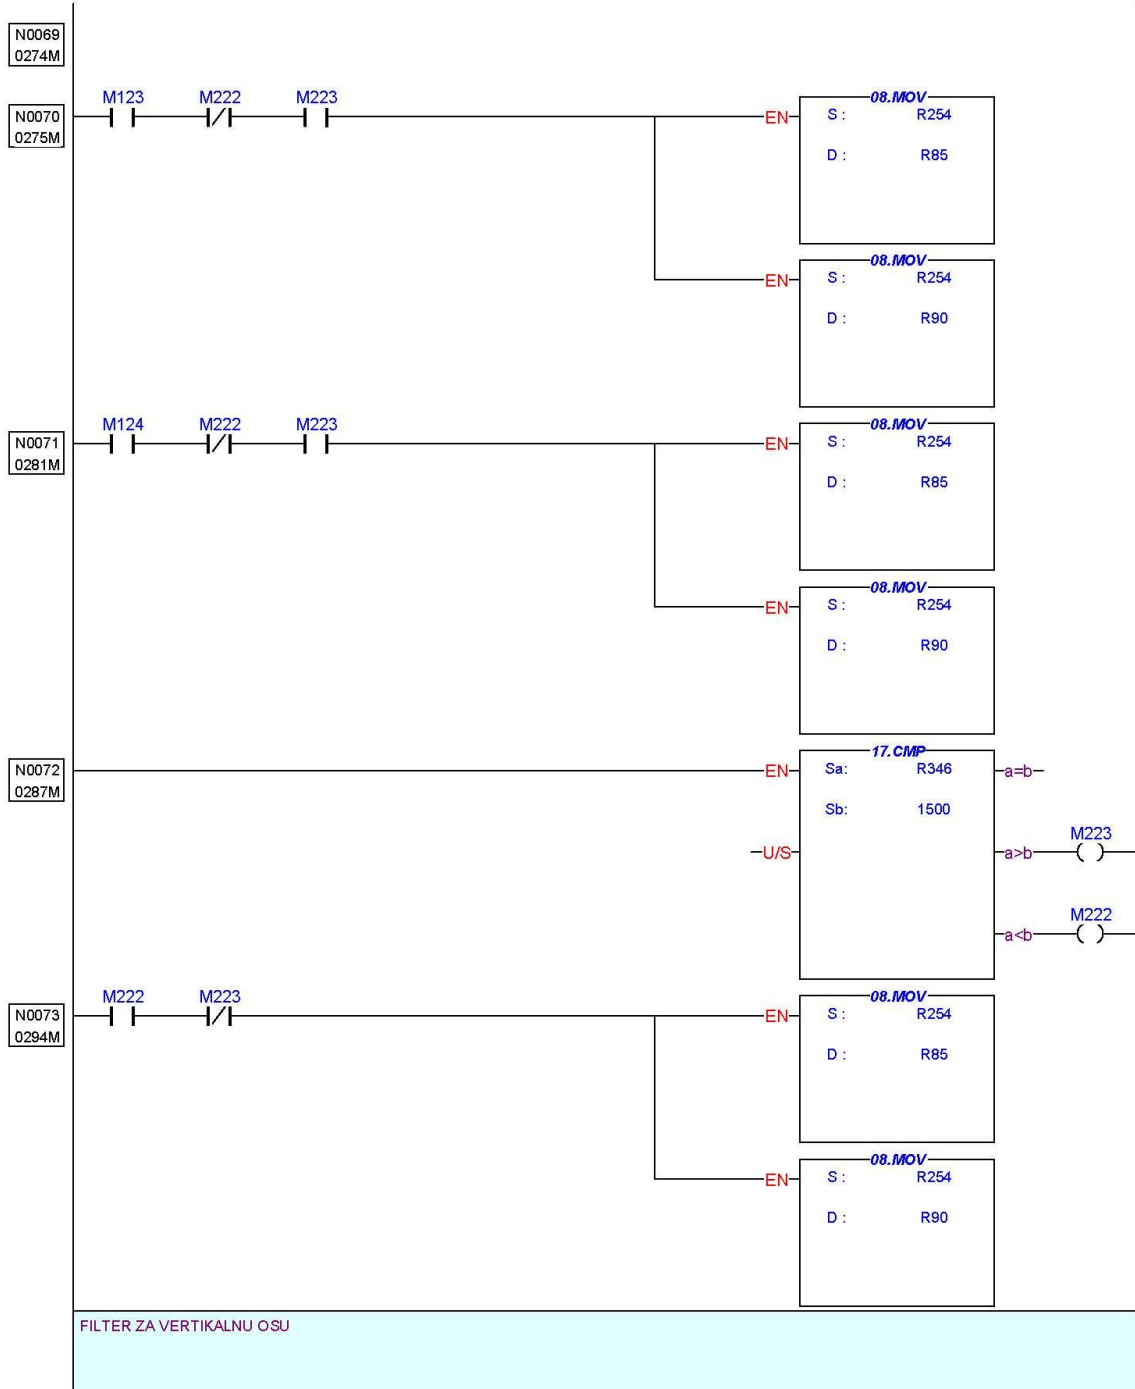 N0069
0274M
M123 M222 M223
N0070
0275M
EN
08.MOV
S : R254
D : R85
EN
08.MOV
S : R254
D : R90
M124 M222 M223
N0071
0281M
EN
08.MOV
S : R254
D : R85
EN
08.MOV
S : R254
D : R90
N0072
0287M
EN
17.CMP
Sa: R346
a=b
Sb: 1500
M223
U/S
a>b
M222
a<b
M222 M223
N0073
0294M
EN
08.MOV
S : R254
D : R85
EN
08.MOV
S : R254
D : R90
FILTER ZA VERTIKALNU OSU